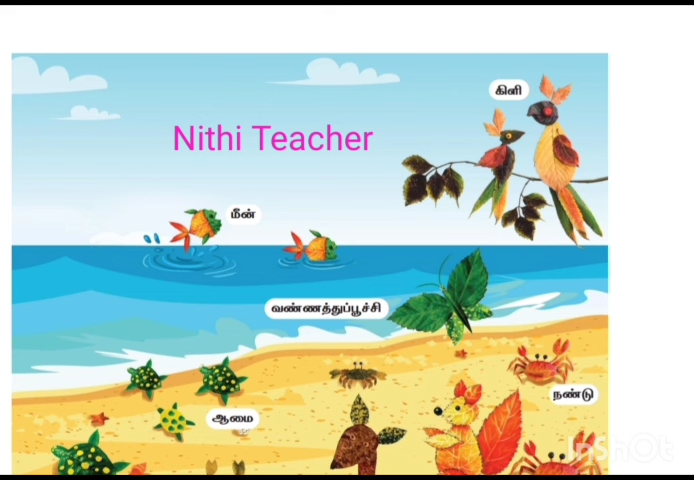 கிளி
Nithi Teacher
மீன்
வண்ணத்துப்பூச்சி
நண்டு
ஆமை
InShOt